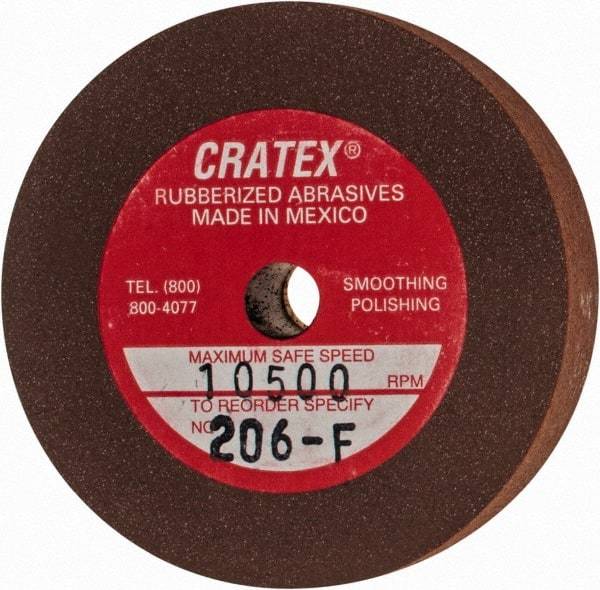 CRATEX®
RUBBERIZED ABRASIVES
MADE IN MEXICO
TEL. (800)
800-4077
SMOOTHING
POLISHING
MAXIMUM SAFE SPEED
10500 RPM
TO REORDER SPECIFY
NO. 206-F